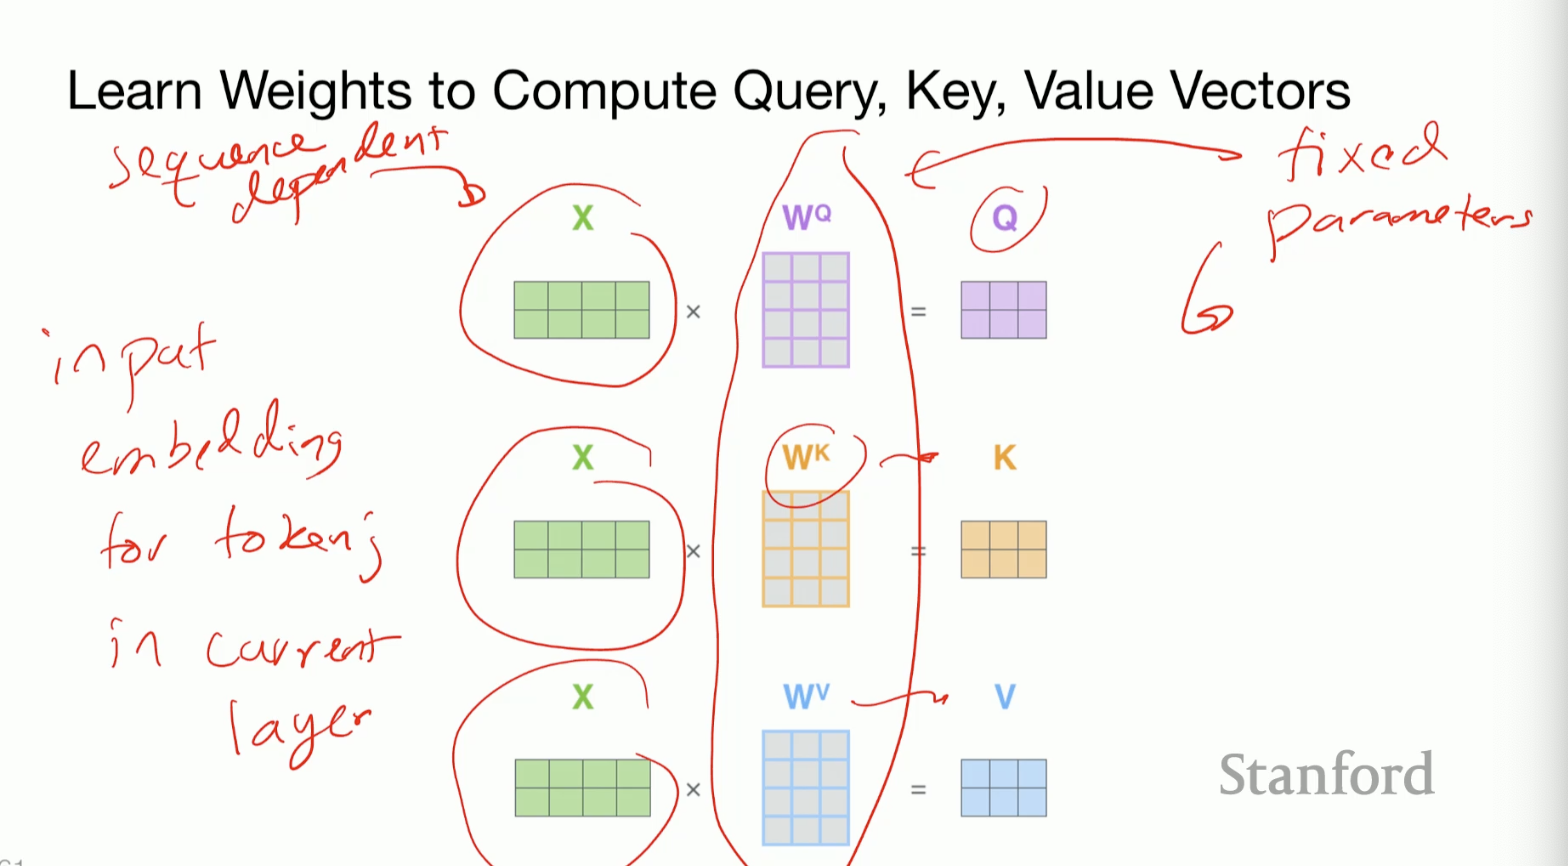 Learn Weights to Compute Query, Key, Value Vectors
sequence
dependent
fixed
parameters
X
W^Q
Q
×
=
input
embedding
for tokens
in current
layer
X
W^K
K
×
=
X
W^V
V
×
=
Stanford